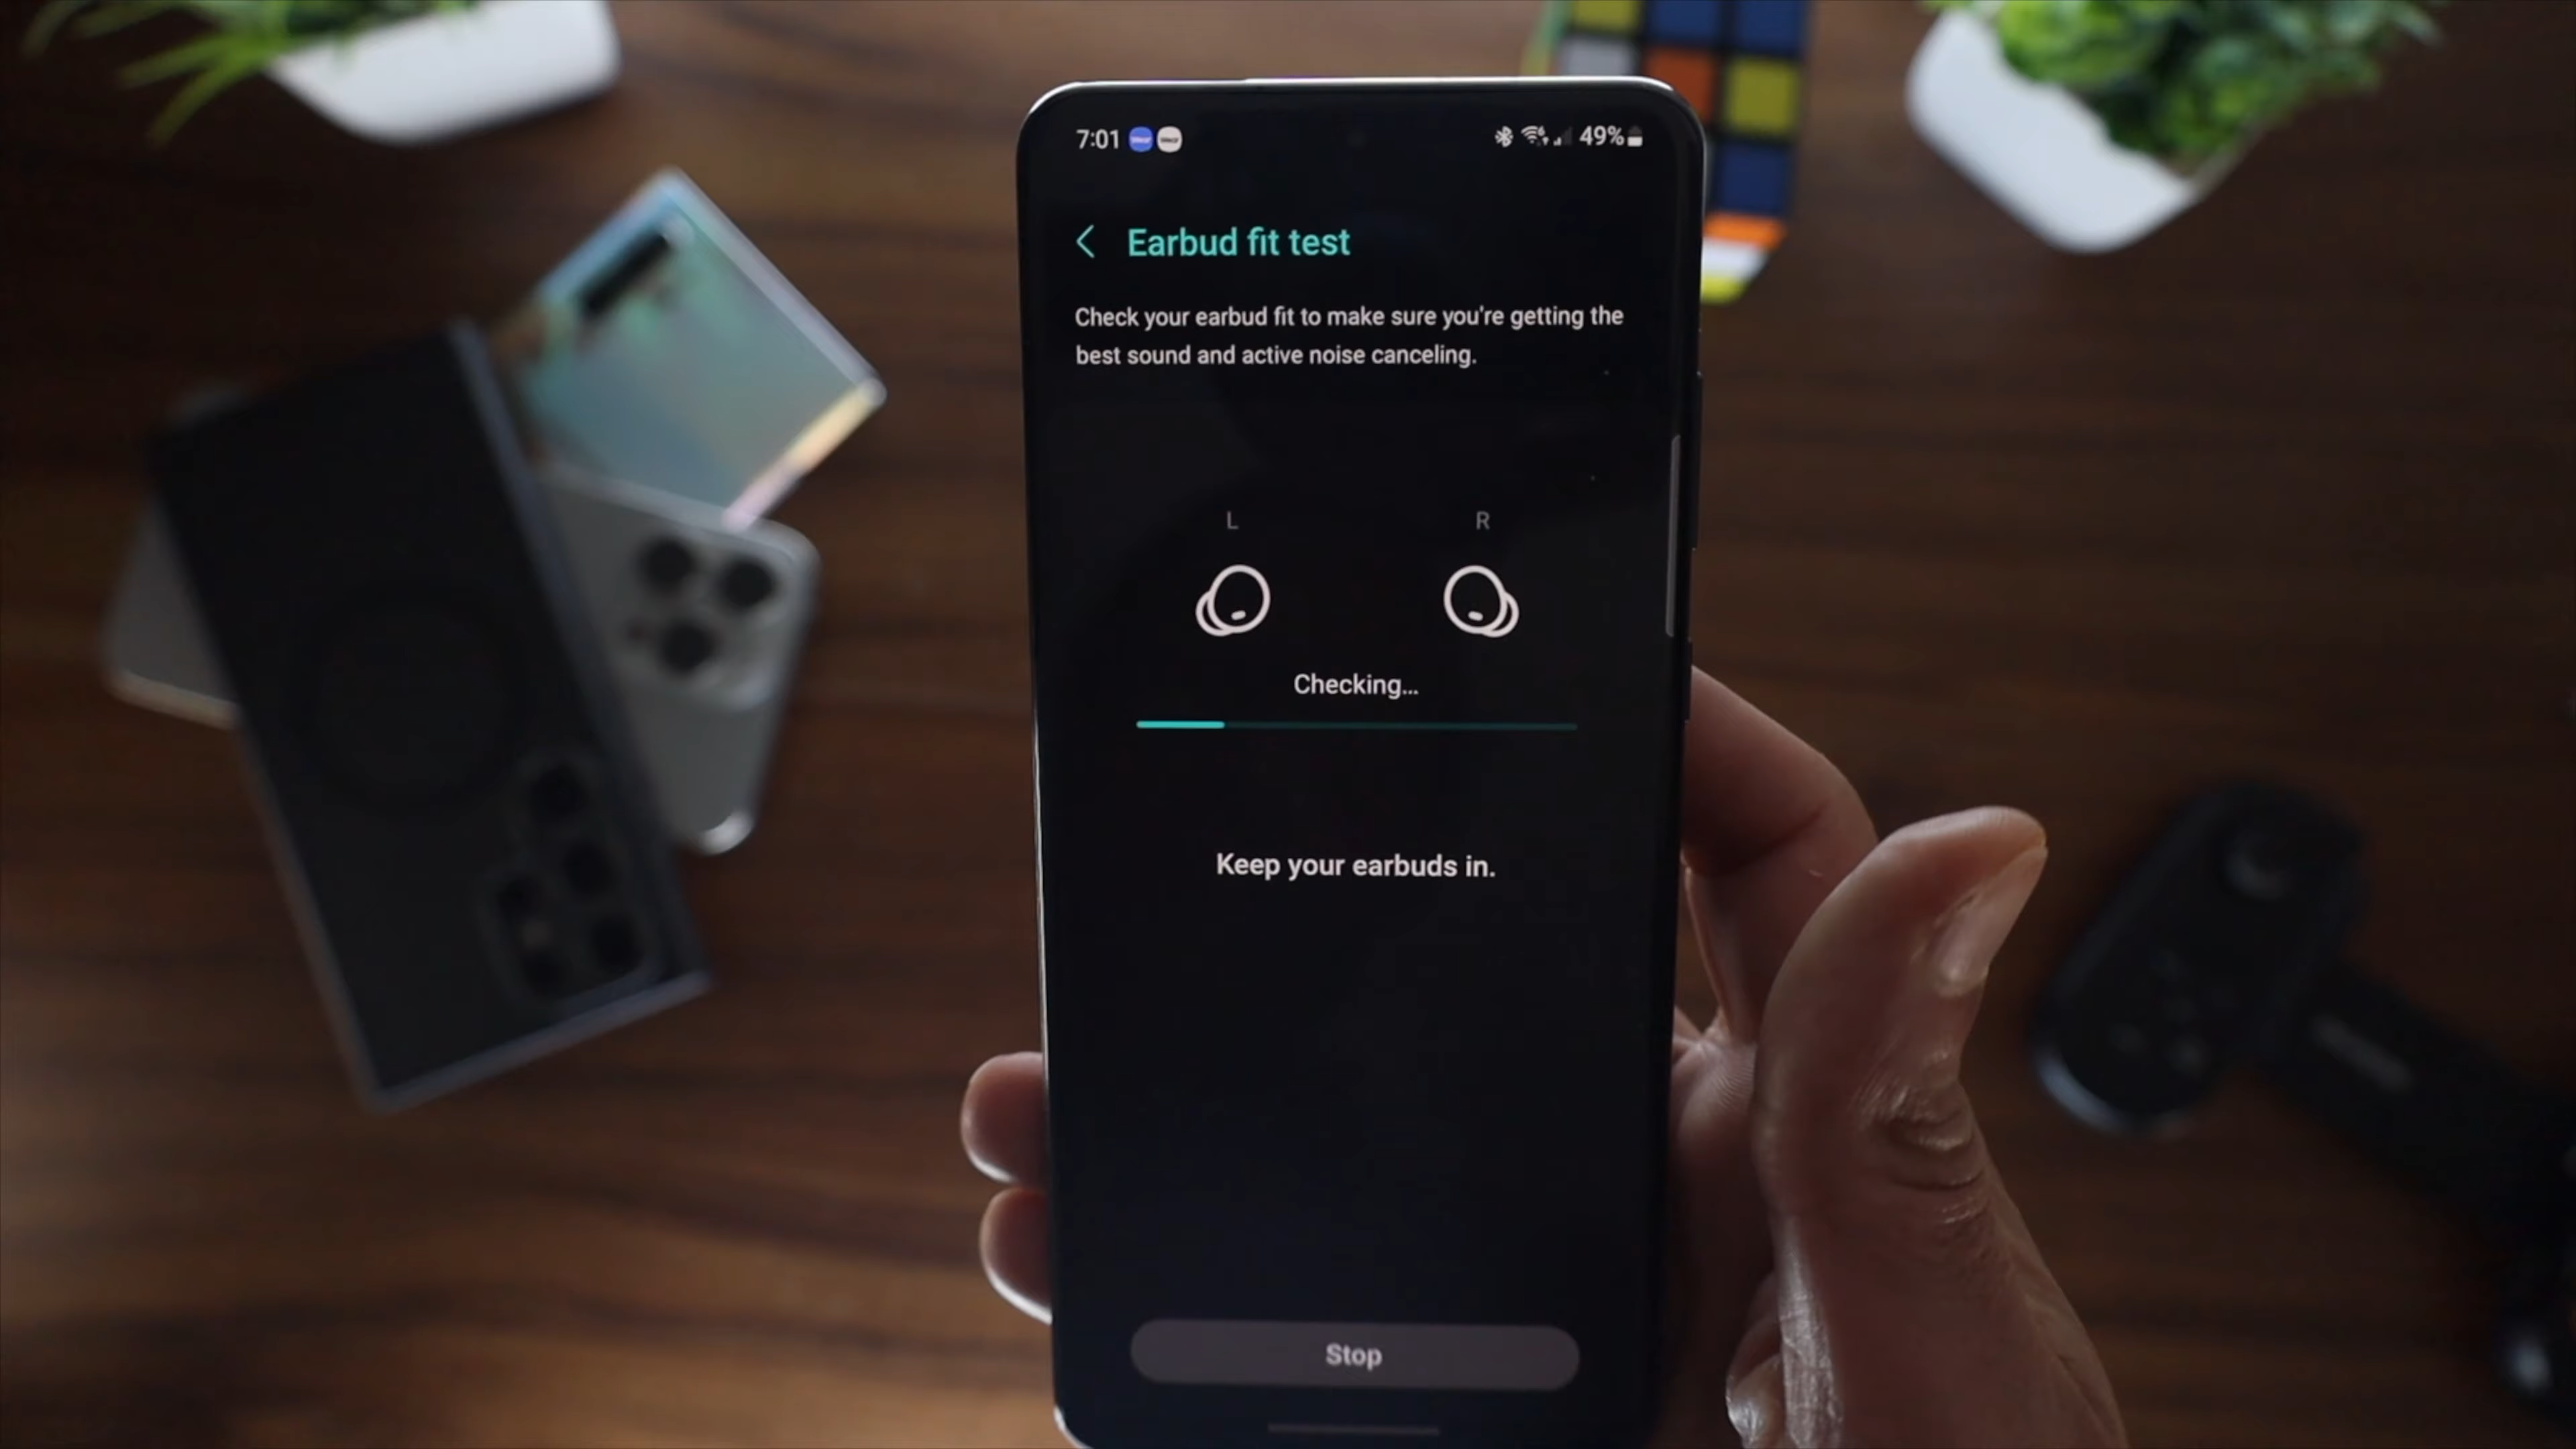 7:01
49%
Earbud fit test
Check your earbud fit to make sure you're getting the
best sound and active noise canceling.
L
R
Checking...
Keep your earbuds in.
Stop